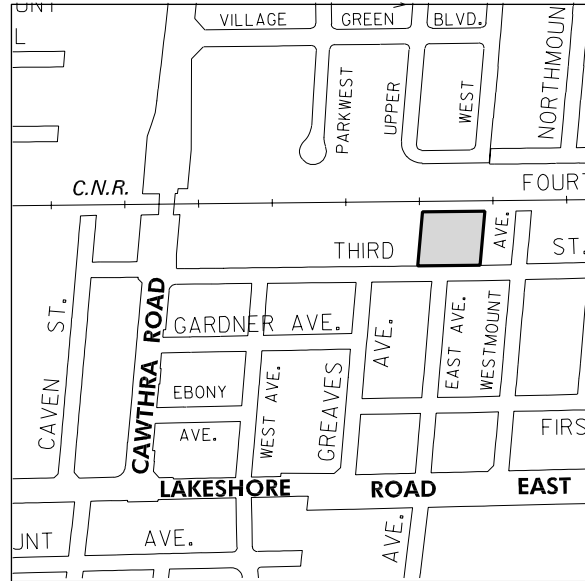 UNT
L
VILLAGE GREEN BLVD.
PARKWEST
UPPER
WEST
NORTHMOUN
C.N.R.
FOURT
THIRD ST.
AVE.
CAVEN ST.
CAWTHRA ROAD
GARDNER AVE.
EBONY
AVE.
WEST AVE.
GREAVES
AVE.
EAST AVE.
WESTMOUNT
FIRS
LAKESHORE ROAD EAST
UNT AVE.
AVE.